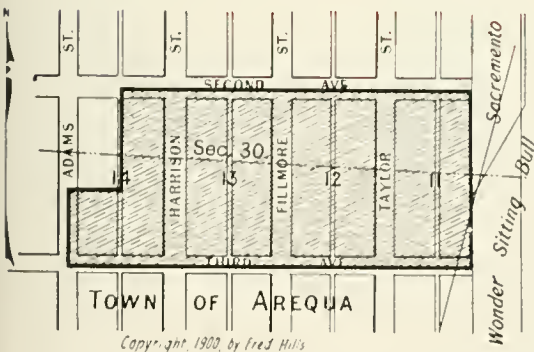 N
ST.
ST.
ST.
ST.
SECOND AVE.
ADAMS
HARRISON
FILLMORE
TAYLOR
Sec. 30.
14
13
12
11
THIRD AVE.
Sacremento
Wonder Sitting Bull
TOWN OF AREQUA
Copyright, 1900, by Fred Hills